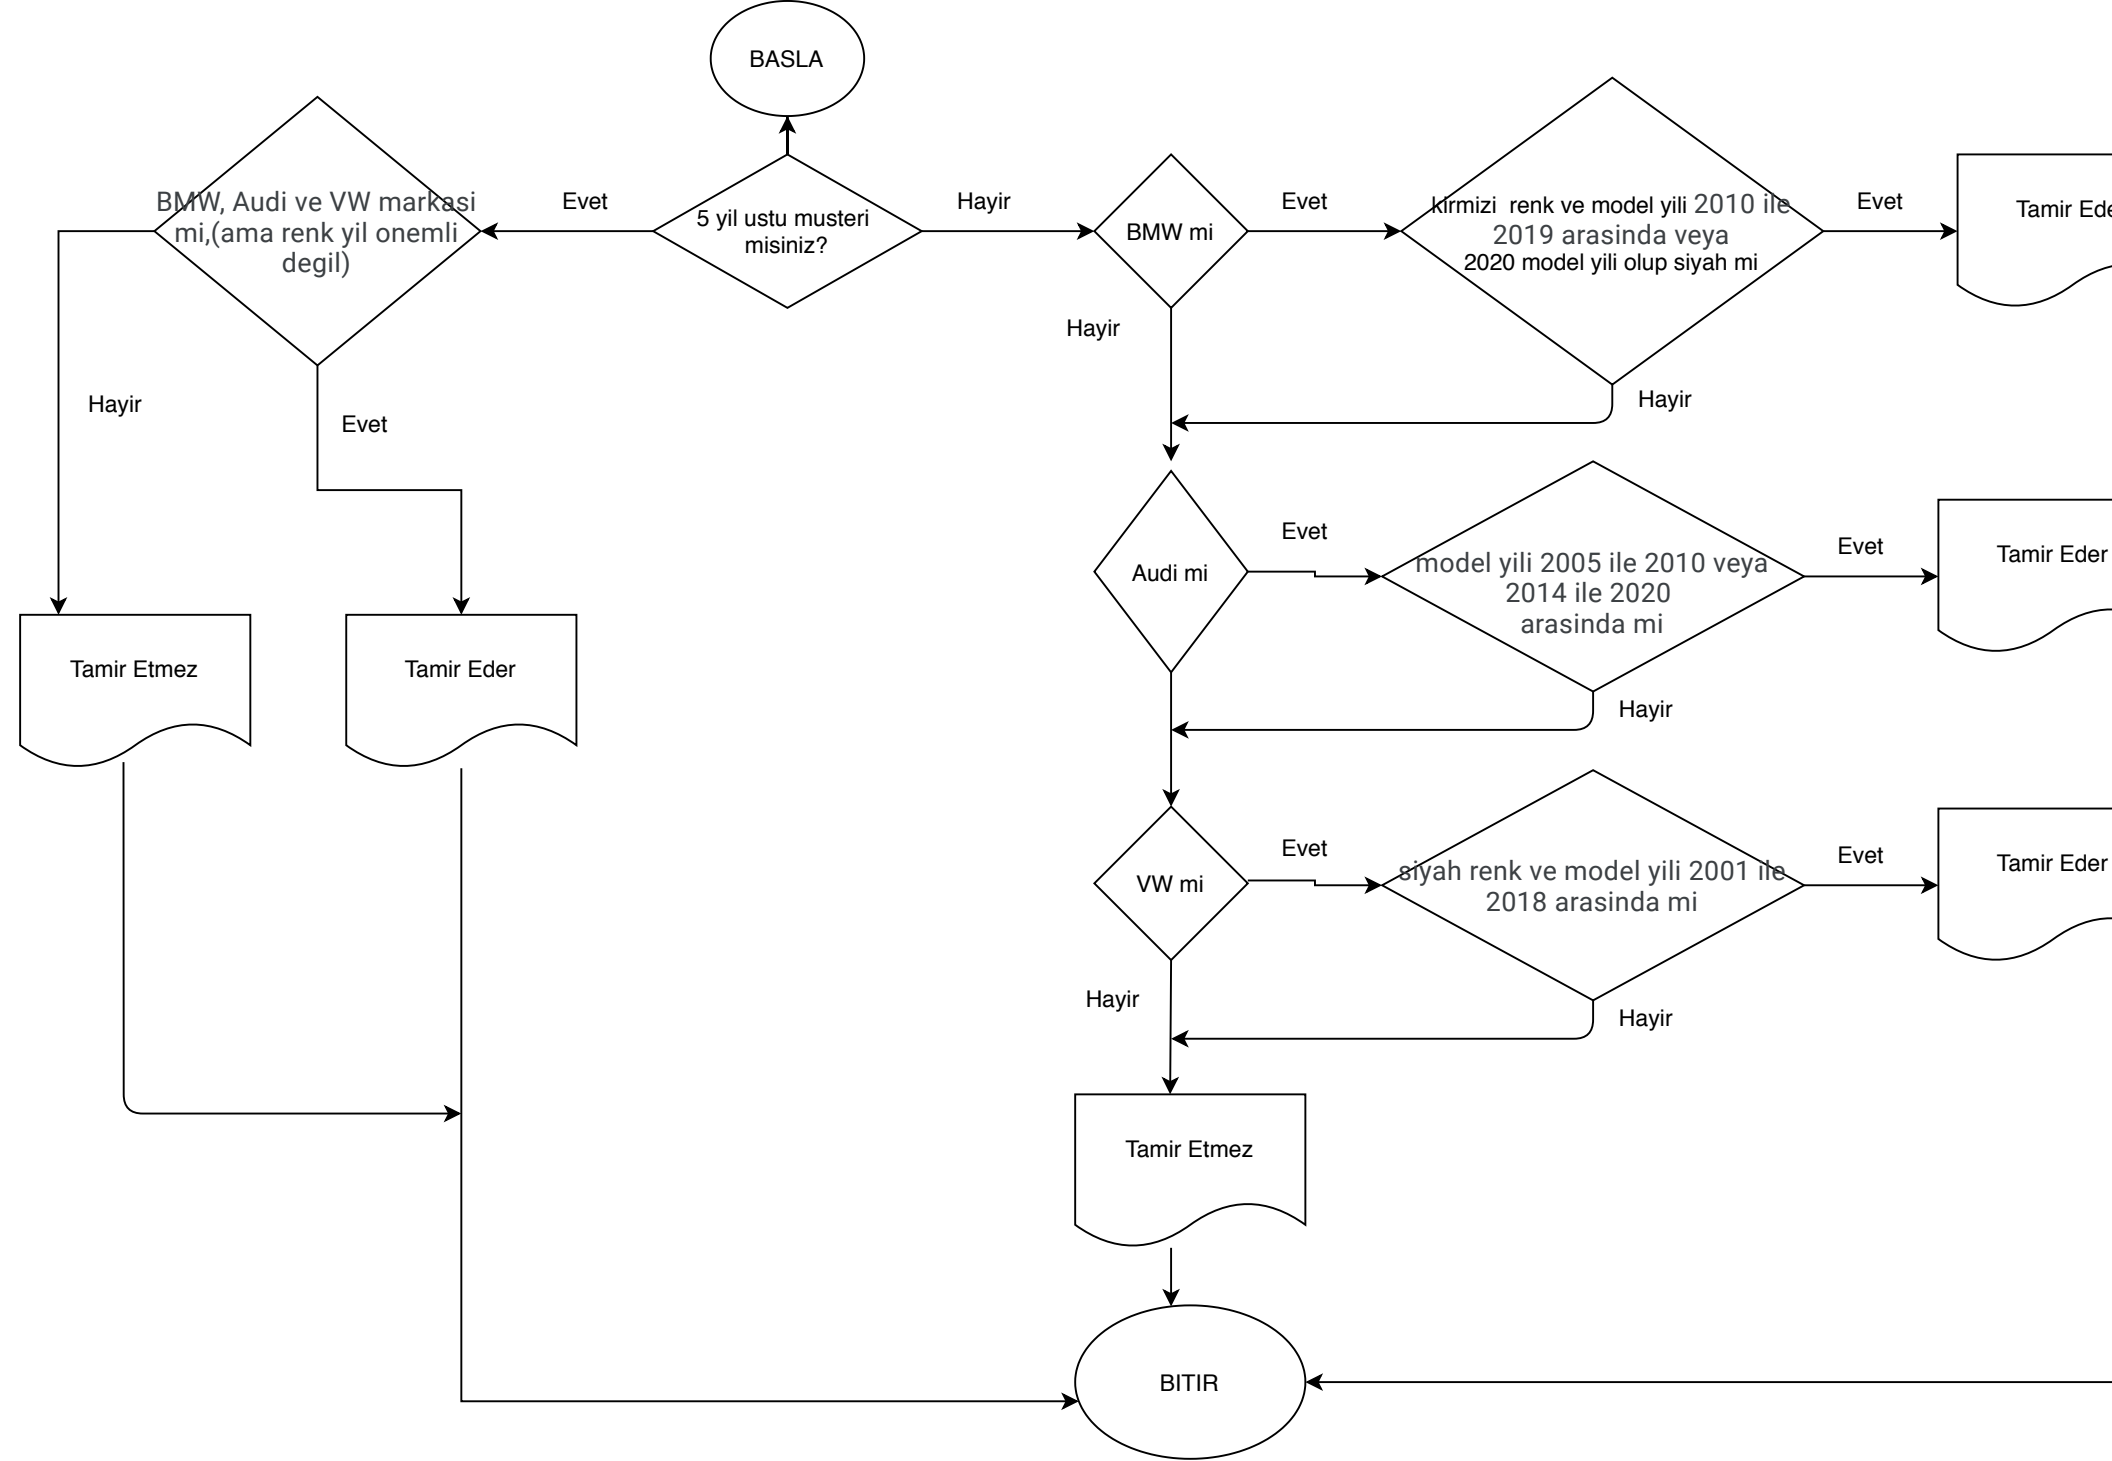 BASLA
BMW, Audi ve VW markasi
mi,(ama renk yil onemli
degil)
Evet
5 yil ustu musteri
misiniz?
Hayir
BMW mi
Evet
kirmizi renk ve model yili 2010 ile
2019 arasinda veya
2020 model yili olup siyah mi
Evet
Tamir Ede
Hayir
Hayir
Hayir
Evet
Audi mi
Evet
model yili 2005 ile 2010 veya
2014 ile 2020
arasinda mi
Evet
Tamir Eder
Tamir Etmez
Tamir Eder
Hayir
VW mi
Evet
siyah renk ve model yili 2001 ile
2018 arasinda mi
Evet
Tamir Eder
Hayir
Hayir
Tamir Etmez
BITIR